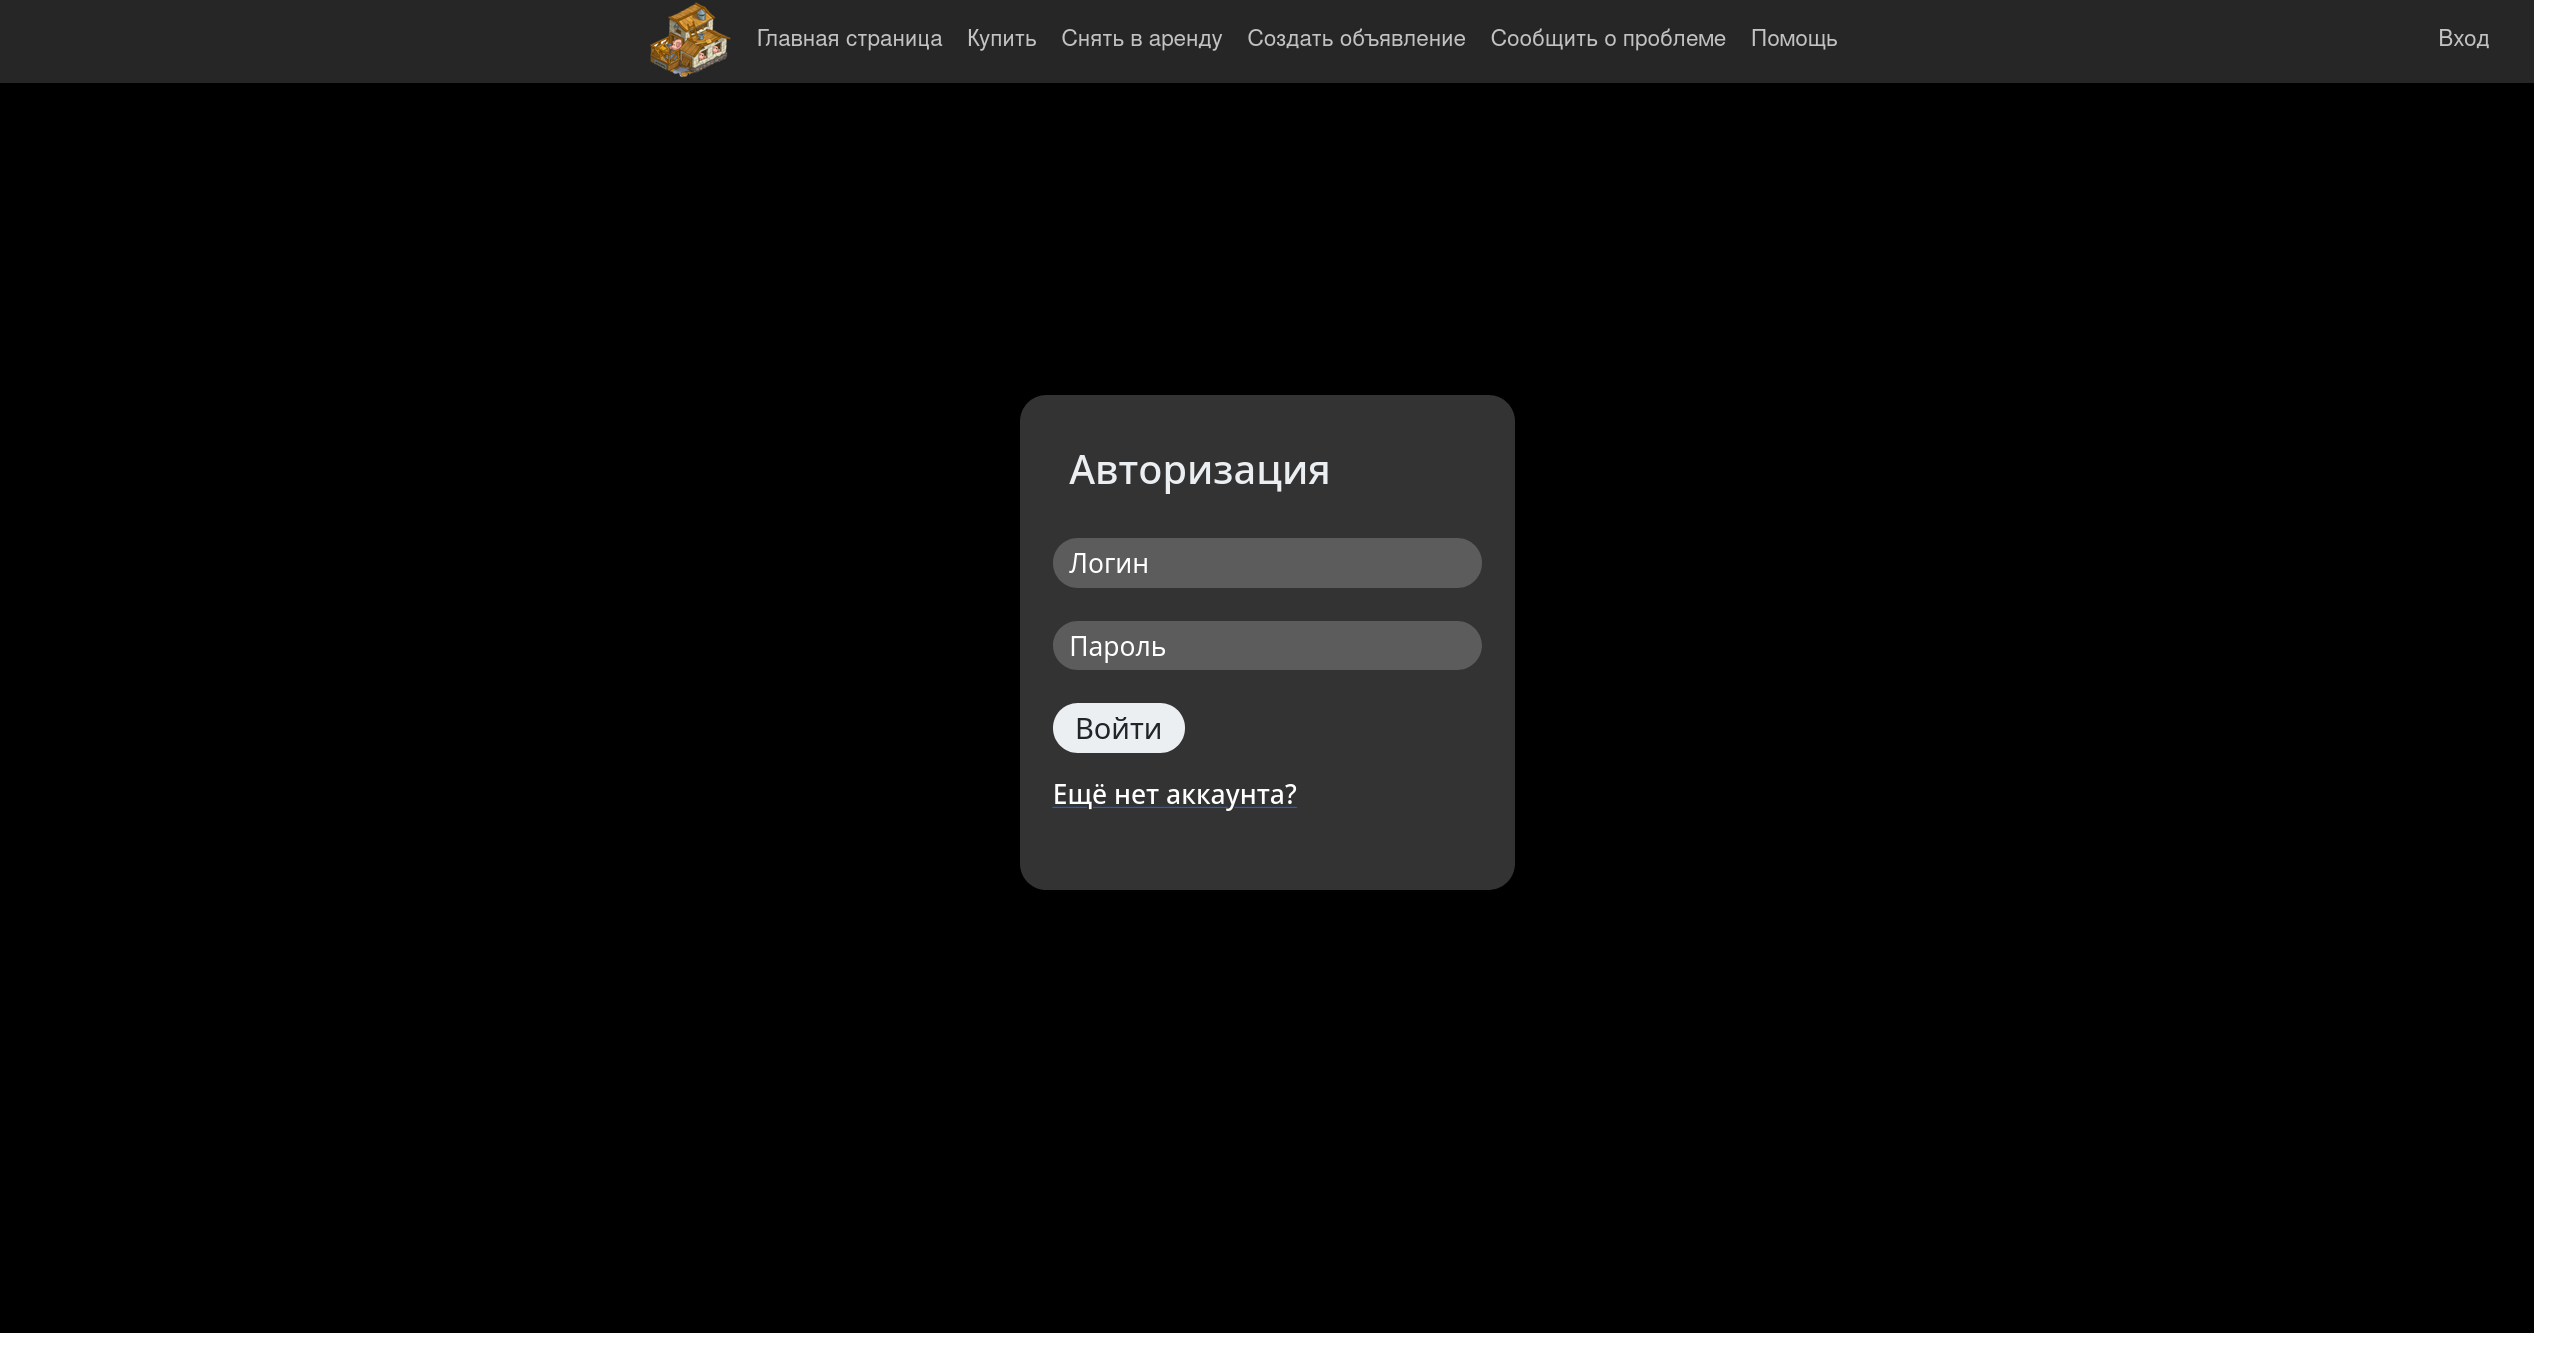 Главная страница Купить Снять в аренду Создать объявление Сообщить о проблеме Помощь Вход
Авторизация
Логин
Пароль
Войти
Ещё нет аккаунта?